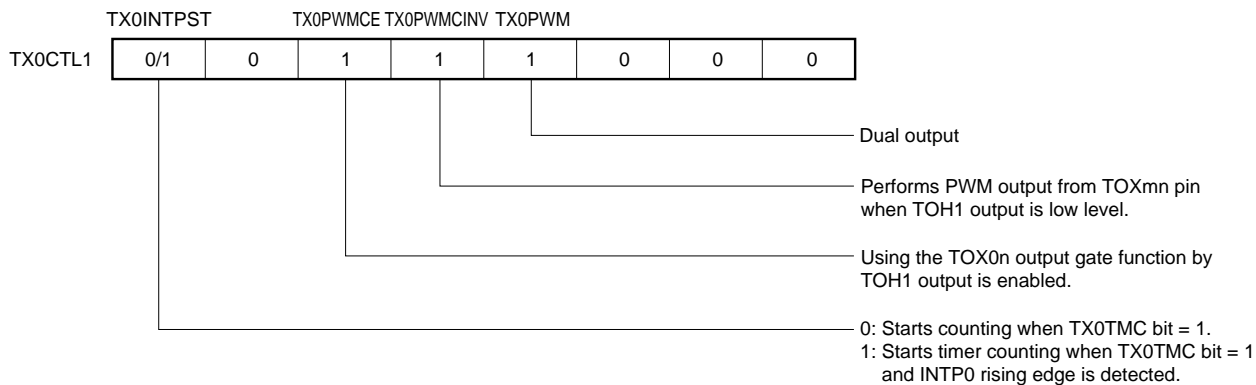 TX0INTPST TX0PWMCE TX0PWMCINV TX0PWM
TX0CTL1 0/1 0 1 1 1 0 0 0
Dual output
Performs PWM output from TOXmn pin
when TOH1 output is low level.
Using the TOX0n output gate function by
TOH1 output is enabled.
0: Starts counting when TX0TMC bit = 1.
1: Starts timer counting when TX0TMC bit = 1
and INTP0 rising edge is detected.